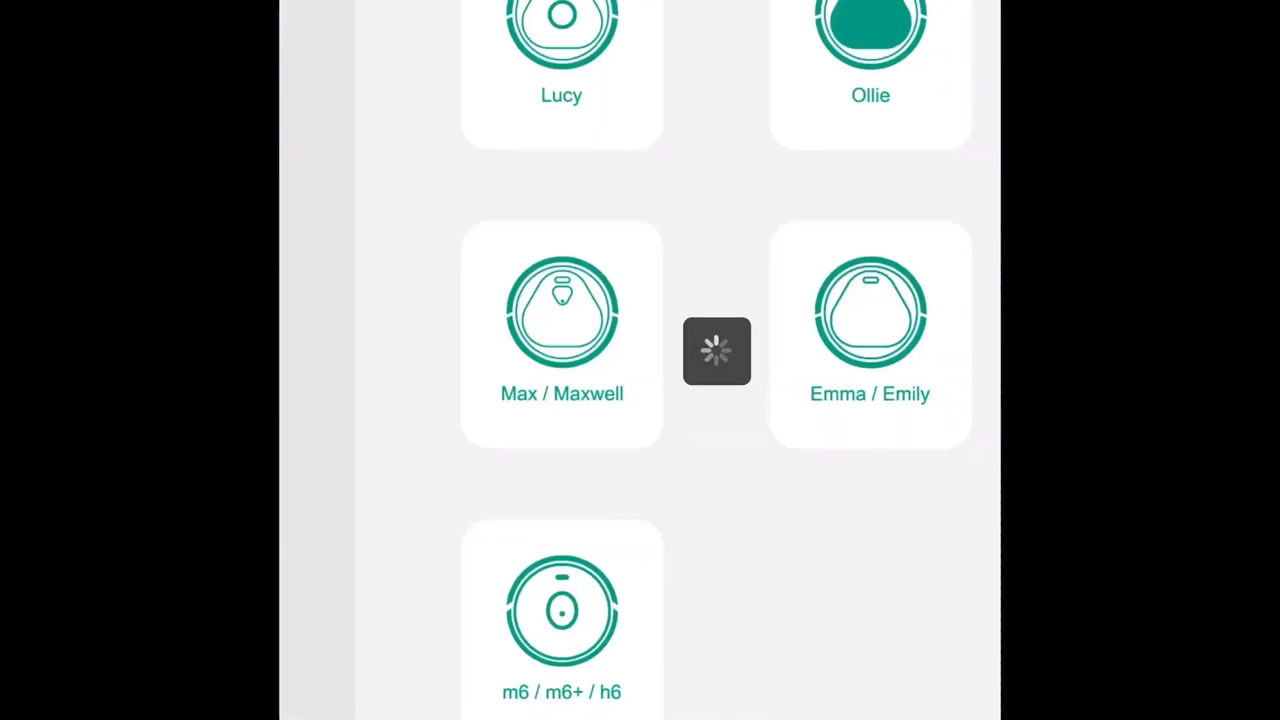 Lucy
Ollie
Max / Maxwell
Emma / Emily
m6 / m6+ / h6